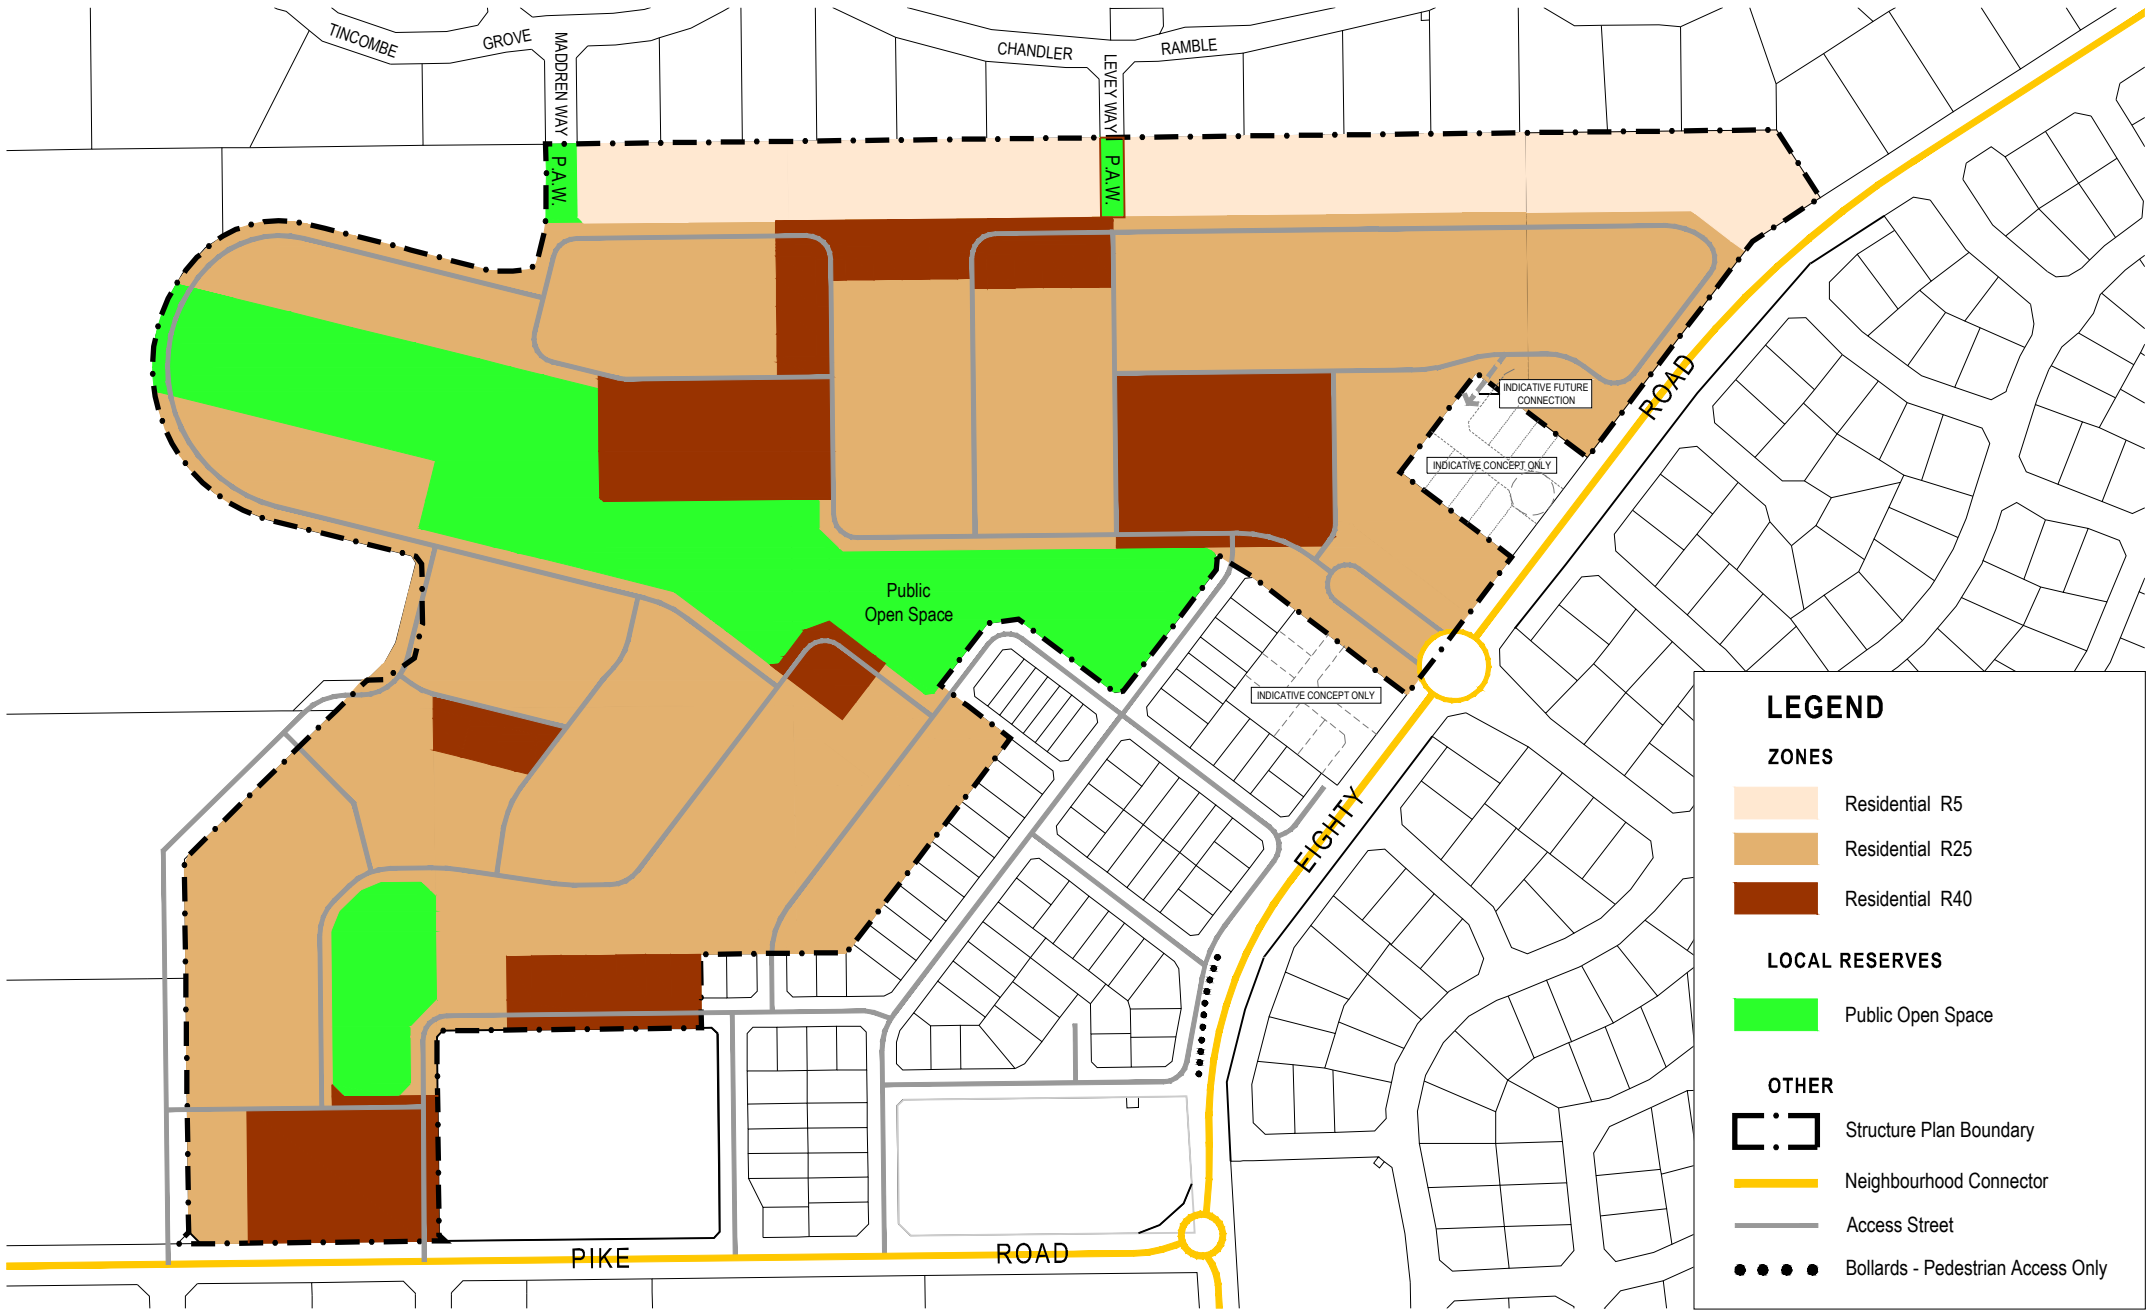 TINCOMBE
GROVE
MADDREN WAY
CHANDLER
RAMBLE
LEVEY WAY
P.A.W.
P.A.W.
INDICATIVE FUTURE
CONNECTION
ROAD
INDICATIVE CONCEPT ONLY
Public
Open Space
INDICATIVE CONCEPT ONLY
EIGHTY
PIKE
ROAD
LEGEND
ZONES
Residential R5
Residential R25
Residential R40
LOCAL RESERVES
Public Open Space
OTHER
Structure Plan Boundary
Neighbourhood Connector
Access Street
Bollards - Pedestrian Access Only